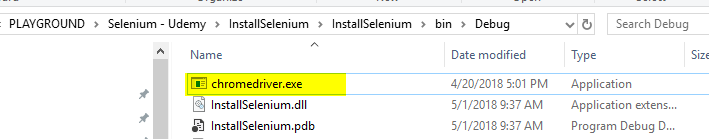 PLAYGROUND > Selenium - Udemy > InstallSelenium > InstallSelenium > bin > Debug Search Debug
Name Date modified Type Size
chromedriver.exe 4/20/2018 5:01 PM Application
InstallSelenium.dll 5/1/2018 9:37 AM Application extens...
InstallSelenium.pdb 5/1/2018 9:37 AM Program Debug D...